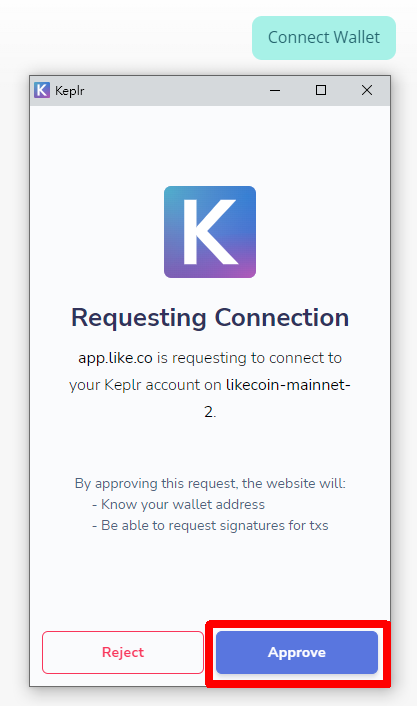 Connect Wallet
Keplr
K
Requesting Connection
app.like.co is requesting to connect to
your Keplr account on likecoin-mainnet-
2.
By approving this request, the website will:
- Know your wallet address
- Be able to request signatures for txs
Reject
Approve